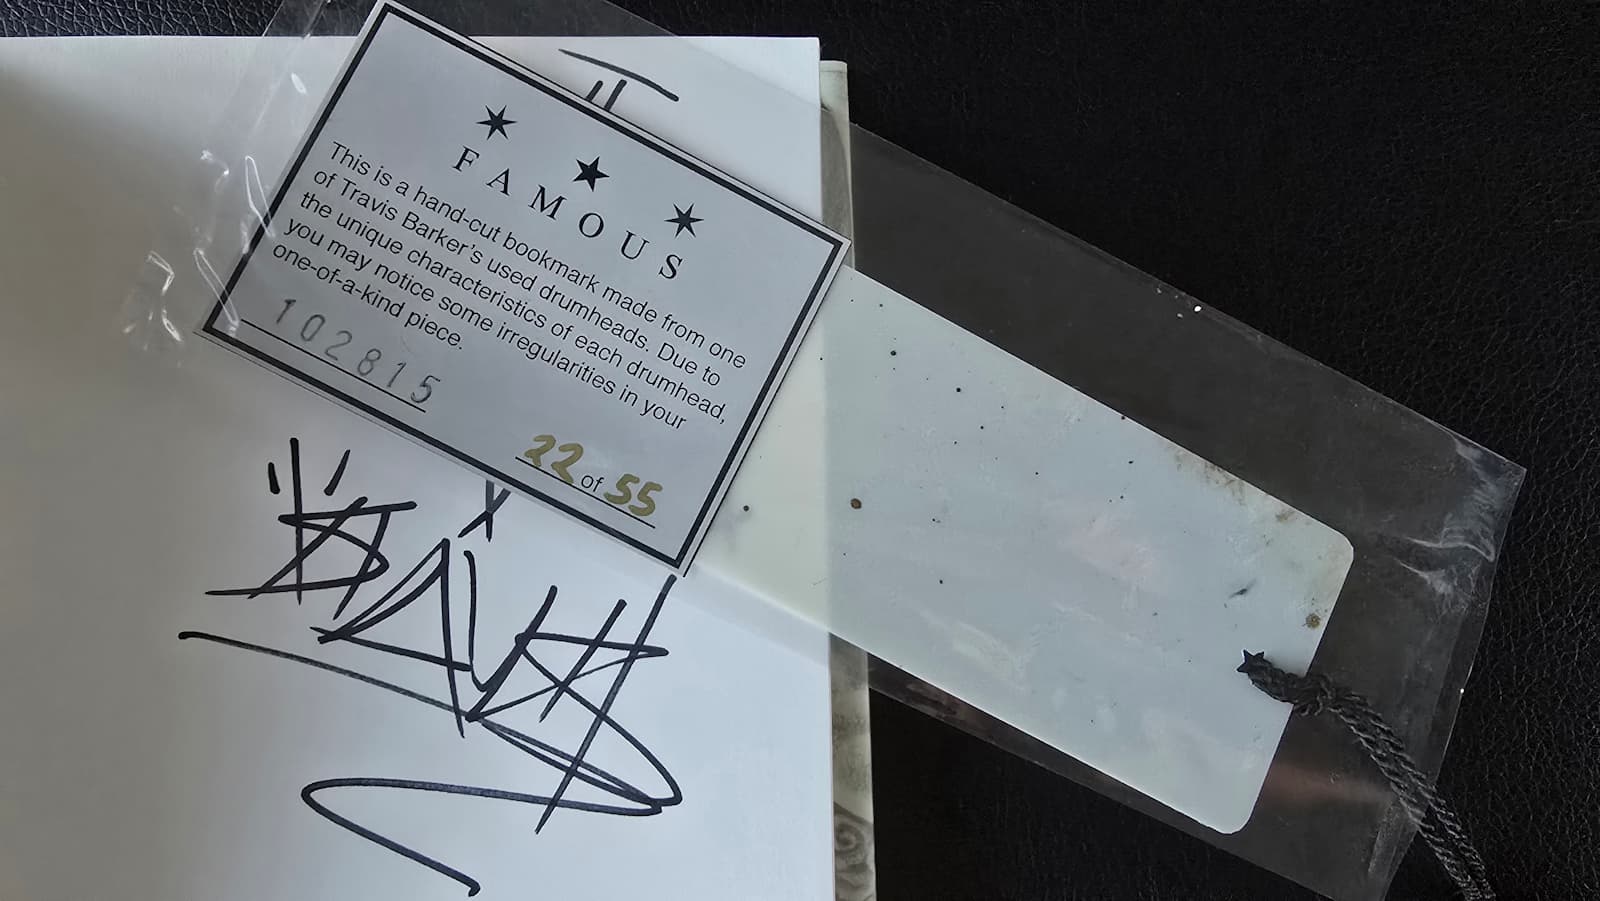 FAMOUS
This is a hand-cut bookmark made from one
of Travis Barker's used drumheads. Due to
the unique characteristics of each drumhead,
you may notice some irregularities in your
one-of-a-kind piece.
102815
22 of 55